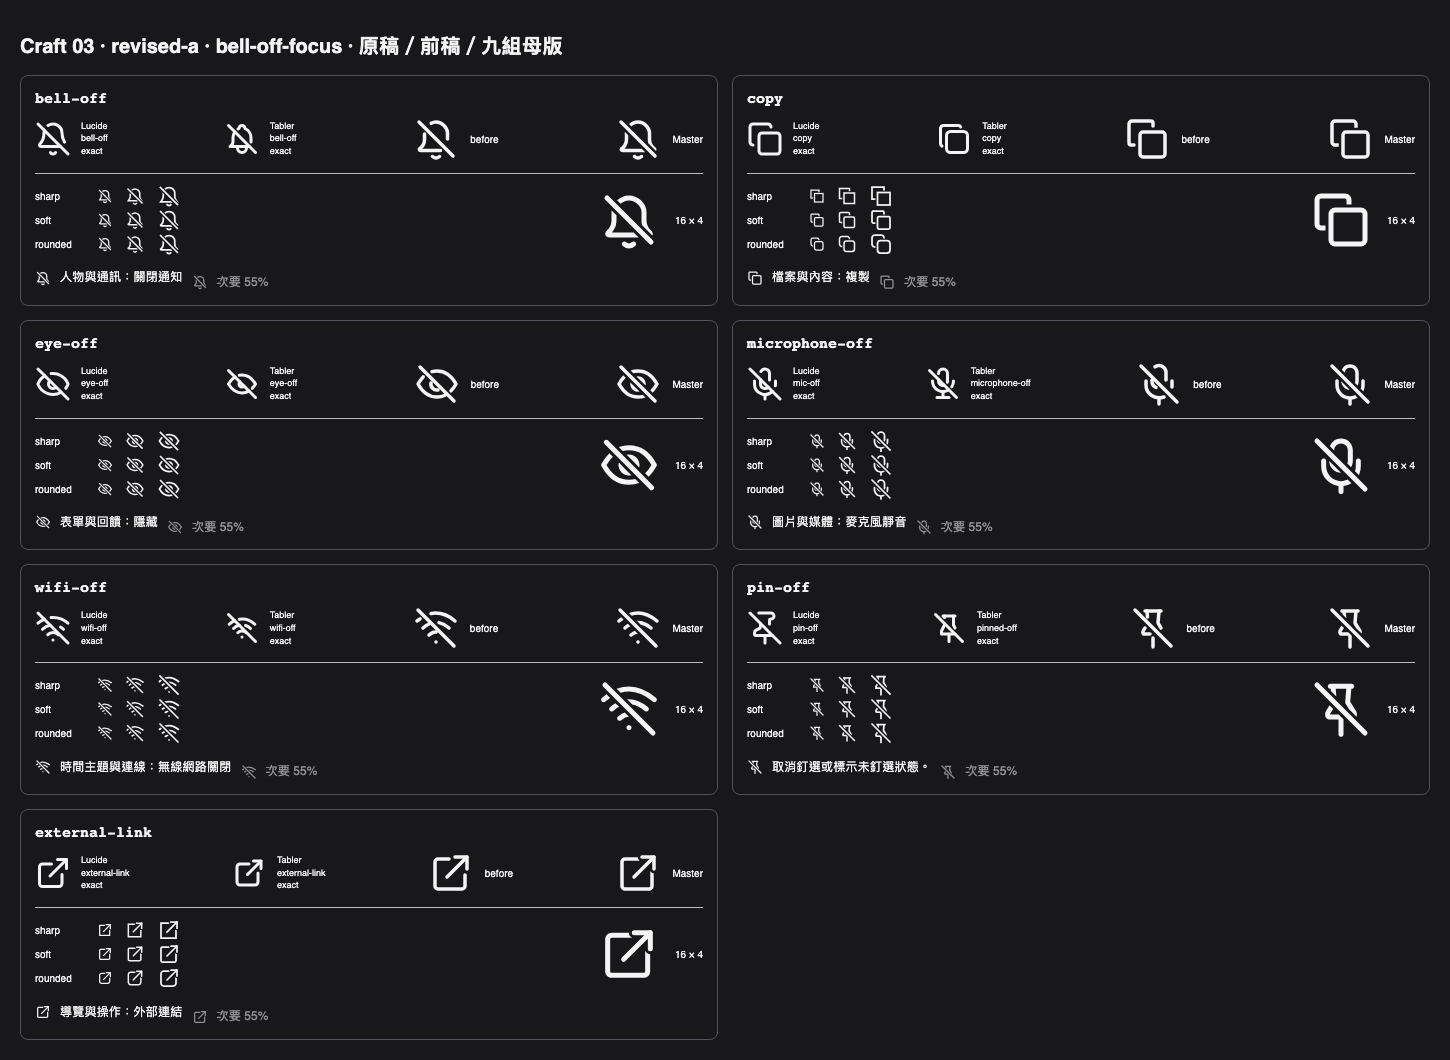 Craft 03 · revised-a · bell-off-focus · 原稿 / 前稿 / 九組母版
bell-off
Lucide
bell-off
exact
Tabler
bell-off
exact
before
Master
sharp
soft
rounded
16 × 4
人物與通訊：關閉通知
次要 55%
copy
Lucide
copy
exact
Tabler
copy
exact
before
Master
sharp
soft
rounded
16 × 4
檔案與內容：複製
次要 55%
eye-off
Lucide
eye-off
exact
Tabler
eye-off
exact
before
Master
sharp
soft
rounded
16 × 4
表單與回饋：隱藏
次要 55%
microphone-off
Lucide
mic-off
exact
Tabler
microphone-off
exact
before
Master
sharp
soft
rounded
16 × 4
圖片與媒體：麥克風靜音
次要 55%
wifi-off
Lucide
wifi-off
exact
Tabler
wifi-off
exact
before
Master
sharp
soft
rounded
16 × 4
時間主題與連線：無線網路關閉
次要 55%
pin-off
Lucide
pin-off
exact
Tabler
pinned-off
exact
before
Master
sharp
soft
rounded
16 × 4
取消釘選或標示未釘選狀態。
次要 55%
external-link
Lucide
external-link
exact
Tabler
external-link
exact
before
Master
sharp
soft
rounded
16 × 4
導覽與操作：外部連結
次要 55%